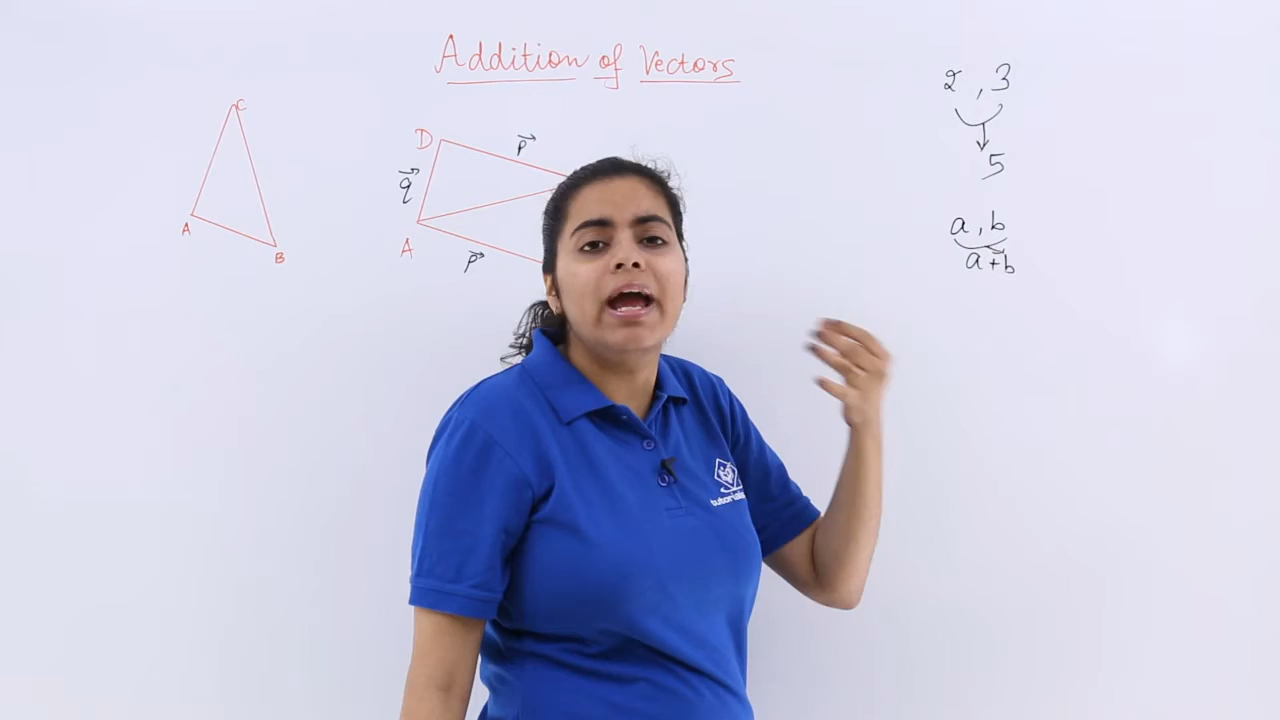 Addition of Vectors
2 , 3
5
a , b
a + b
C
A
B
D
p⃗
q⃗
A
p⃗
tutorials